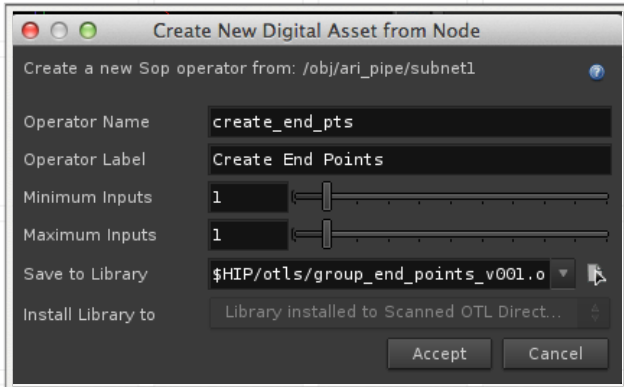 Create New Digital Asset from Node
Create a new Sop operator from: /obj/ari_pipe/subnet1
Operator Name create_end_pts
Operator Label Create End Points
Minimum Inputs 1
Maximum Inputs 1
Save to Library $HIP/otls/group_end_points_v001.o
Install Library to Library installed to Scanned OTL Direct...
Accept Cancel